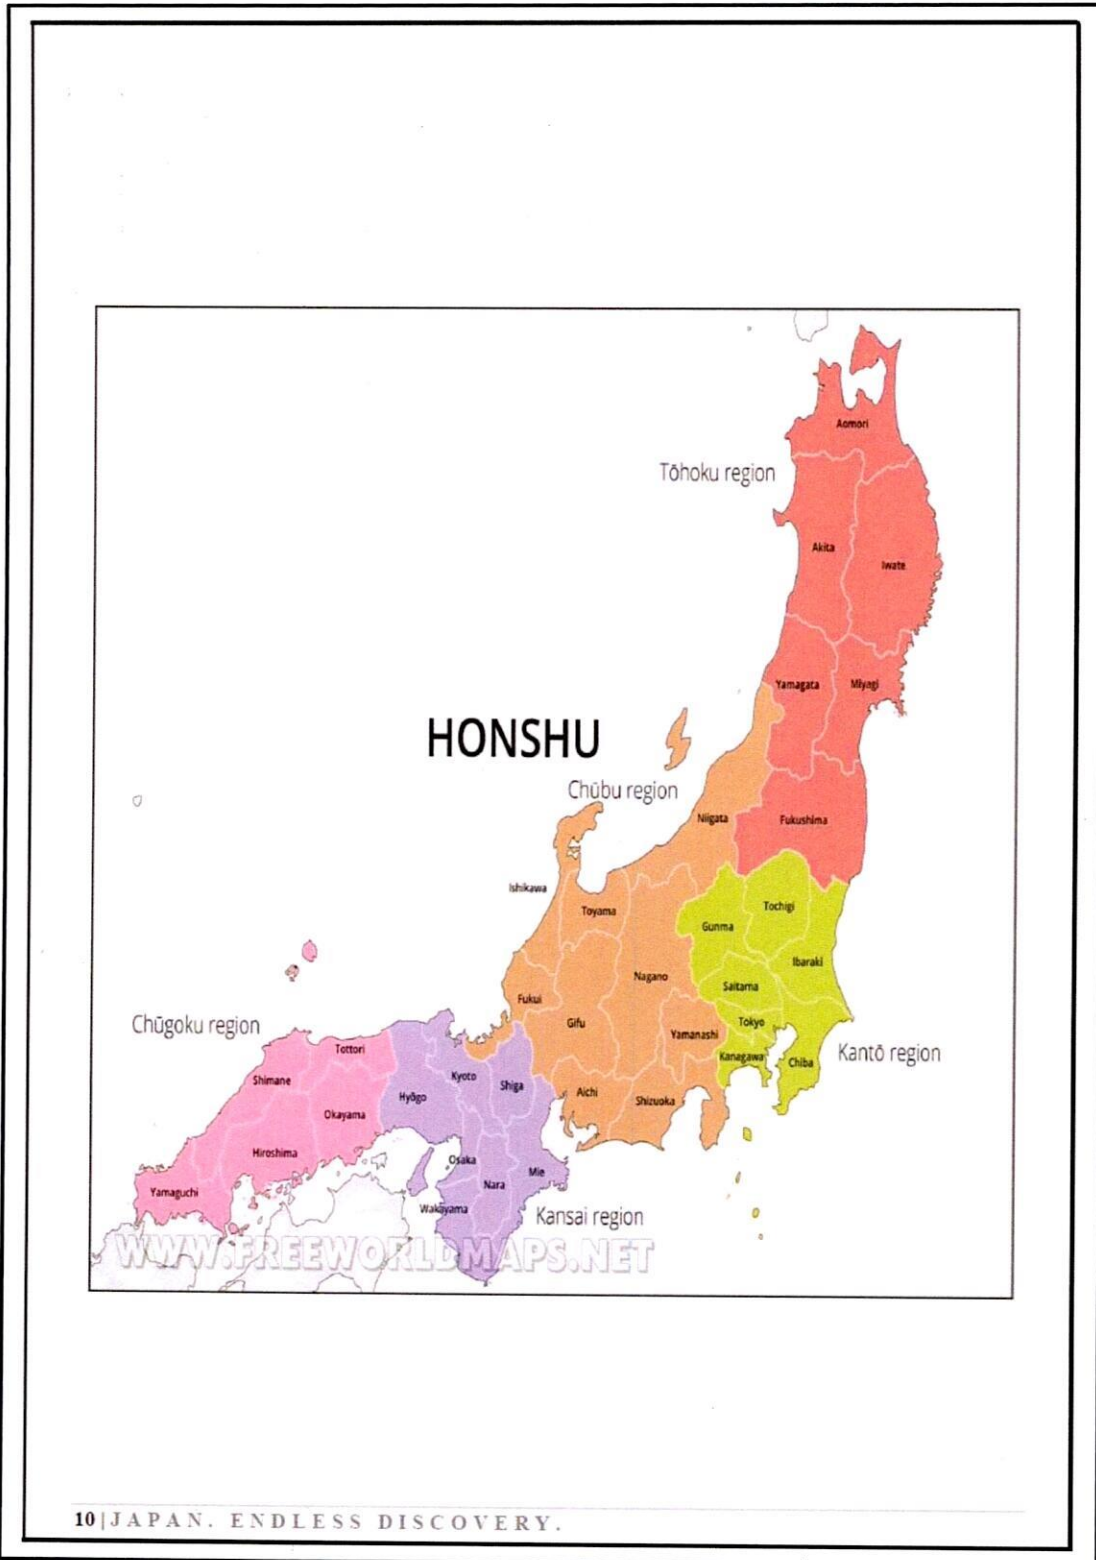 Aomori
Tōhoku region
Akita
Iwate
Yamagata
Miyagi
HONSHU
Chūbu region
Niigata
Fukushima
Ishikawa
Toyama
Tochigi
Gunma
Ibaraki
Nagano
Saitama
Fukui
Gifu
Tokyo
Chūgoku region
Yamanashi
Kanagawa
Chiba
Kantō region
Tottori
Shimane
Kyoto
Shiga
Hyōgo
Aichi
Shizuoka
Okayama
Hiroshima
Osaka
Mie
Nara
Yamaguchi
Wakayama
Kansai region
WWW.FREEWORLDMAPS.NET
10|JAPAN. ENDLESS DISCOVERY.